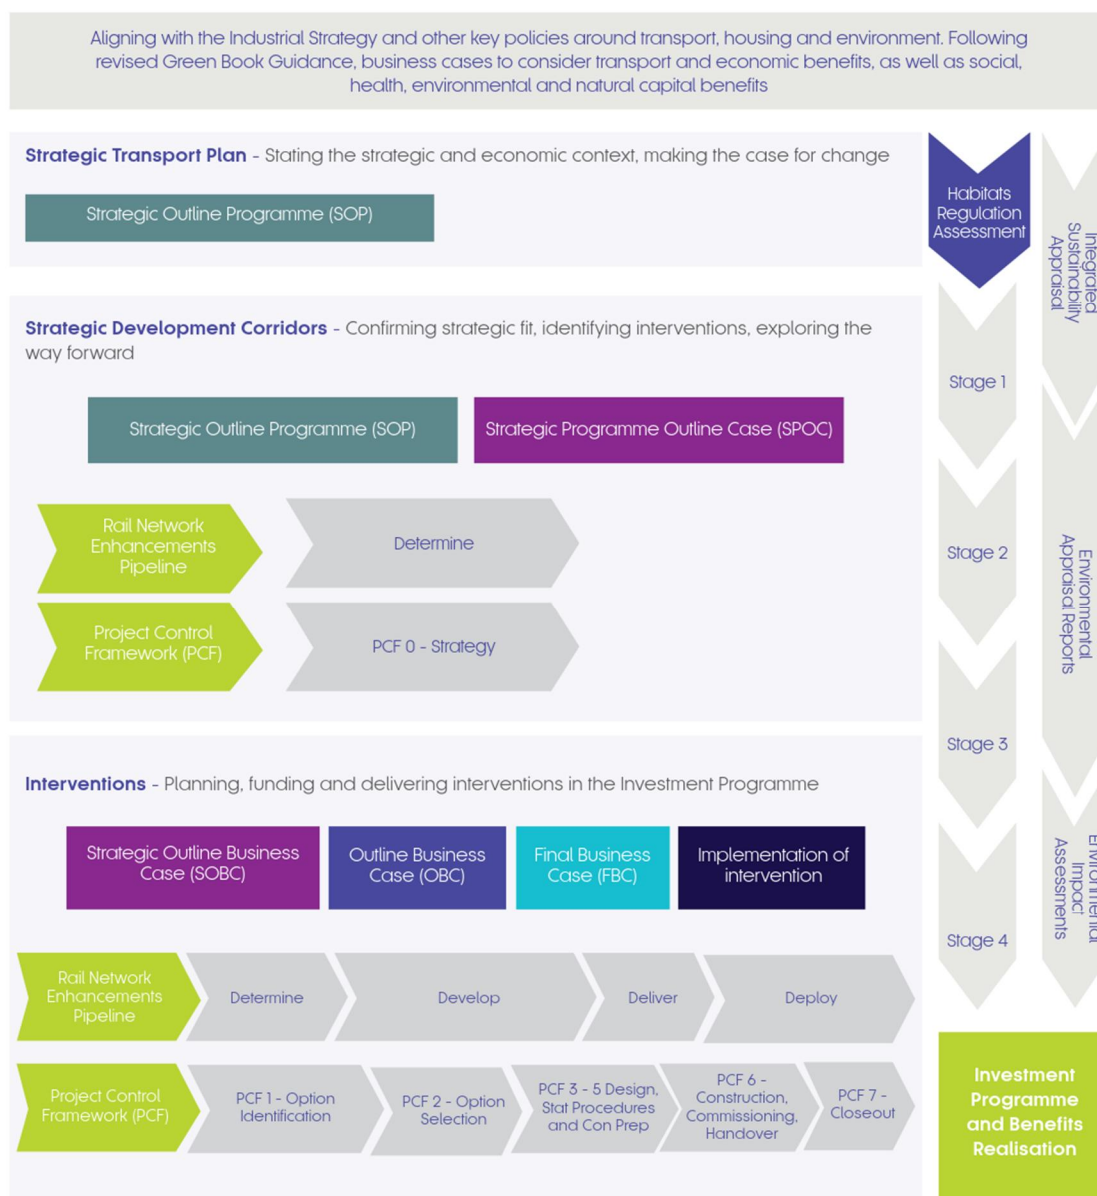 Aligning with the Industrial Strategy and other key policies around transport, housing and environment. Following
revised Green Book Guidance, business cases to consider transport and economic benefits, as well as social,
health, environmental and natural capital benefits
Strategic Transport Plan - Stating the strategic and economic context, making the case for change
Strategic Outline Programme (SOP)
Strategic Development Corridors - Confirming strategic fit, identifying interventions, exploring the
way forward
Strategic Outline Programme (SOP)
Strategic Programme Outline Case (SPOC)
Rail Network
Enhancements
Pipeline
Determine
Project Control
Framework (PCF)
PCF 0 - Strategy
Interventions - Planning, funding and delivering interventions in the Investment Programme
Strategic Outline Business
Case (SOBC)
Outline Business
Case (OBC)
Final Business
Case (FBC)
Implementation of
intervention
Rail Network
Enhancements
Pipeline
Determine
Develop
Deliver
Deploy
Project Control
Framework (PCF)
PCF 1 - Option
Identification
PCF 2 - Option
Selection
PCF 3 - 5 Design,
Stat Procedures
and Con Prep
PCF 6 -
Construction,
Commissioning,
Handover
PCF 7 -
Closeout
Habitats
Regulation
Assessment
Stage 1
Stage 2
Stage 3
Stage 4
Integrated
Sustainability
Appraisal
Environmental
Appraisal Reports
Environmental
Impact
Assessments
Investment
Programme
and Benefits
Realisation